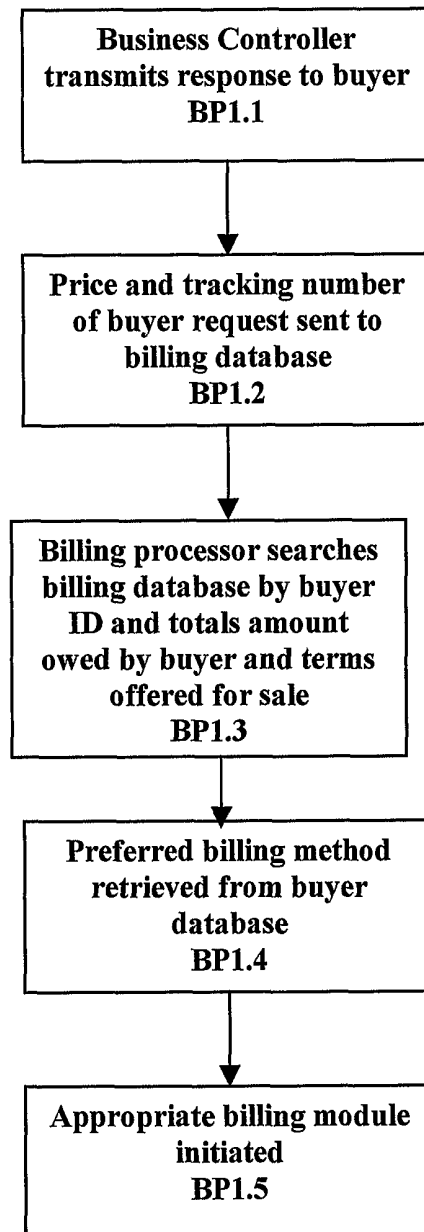 Business Controller
transmits response to buyer
BP1.1
Price and tracking number
of buyer request sent to
billing database
BP1.2
Billing processor searches
billing database by buyer
ID and totals amount
owed by buyer and terms
offered for sale
BP1.3
Preferred billing method
retrieved from buyer
database
BP1.4
Appropriate billing module
initiated
BP1.5